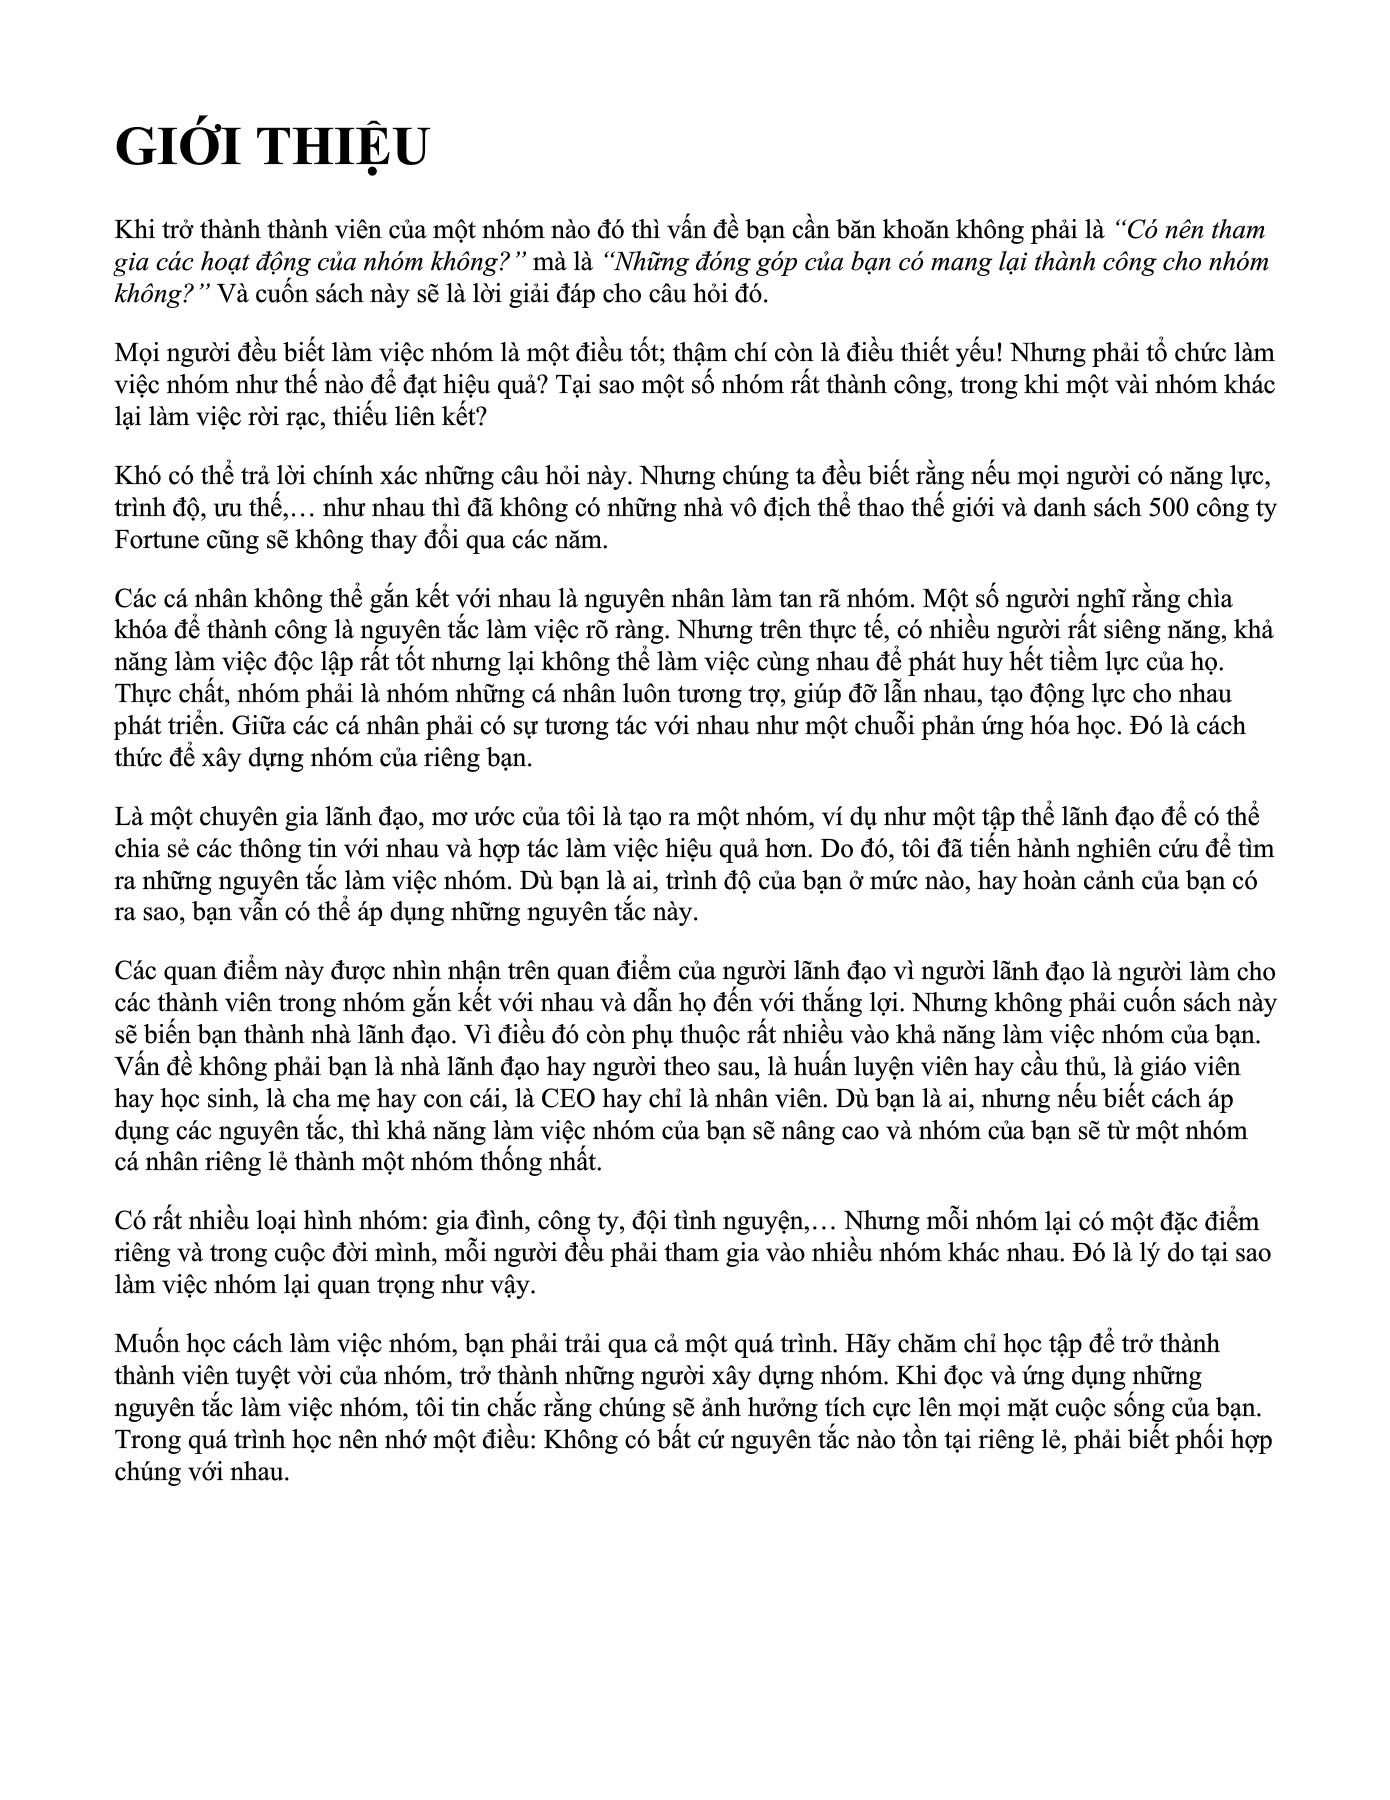 GIỚI THIỆU
Khi trở thành thành viên của một nhóm nào đó thì vấn đề bạn cần băn khoăn không phải là “Có nên tham
gia các hoạt động của nhóm không?” mà là “Những đóng góp của bạn có mang lại thành công cho nhóm
không?” Và cuốn sách này sẽ là lời giải đáp cho câu hỏi đó.
Mọi người đều biết làm việc nhóm là một điều tốt; thậm chí còn là điều thiết yếu! Nhưng phải tổ chức làm
việc nhóm như thế nào để đạt hiệu quả? Tại sao một số nhóm rất thành công, trong khi một vài nhóm khác
lại làm việc rời rạc, thiếu liên kết?
Khó có thể trả lời chính xác những câu hỏi này. Nhưng chúng ta đều biết rằng nếu mọi người có năng lực,
trình độ, ưu thế,… như nhau thì đã không có những nhà vô địch thể thao thế giới và danh sách 500 công ty
Fortune cũng sẽ không thay đổi qua các năm.
Các cá nhân không thể gắn kết với nhau là nguyên nhân làm tan rã nhóm. Một số người nghĩ rằng chìa
khóa để thành công là nguyên tắc làm việc rõ ràng. Nhưng trên thực tế, có nhiều người rất siêng năng, khả
năng làm việc độc lập rất tốt nhưng lại không thể làm việc cùng nhau để phát huy hết tiềm lực của họ.
Thực chất, nhóm phải là nhóm những cá nhân luôn tương trợ, giúp đỡ lẫn nhau, tạo động lực cho nhau
phát triển. Giữa các cá nhân phải có sự tương tác với nhau như một chuỗi phản ứng hóa học. Đó là cách
thức để xây dựng nhóm của riêng bạn.
Là một chuyên gia lãnh đạo, mơ ước của tôi là tạo ra một nhóm, ví dụ như một tập thể lãnh đạo để có thể
chia sẻ các thông tin với nhau và hợp tác làm việc hiệu quả hơn. Do đó, tôi đã tiến hành nghiên cứu để tìm
ra những nguyên tắc làm việc nhóm. Dù bạn là ai, trình độ của bạn ở mức nào, hay hoàn cảnh của bạn có
ra sao, bạn vẫn có thể áp dụng những nguyên tắc này.
Các quan điểm này được nhìn nhận trên quan điểm của người lãnh đạo vì người lãnh đạo là người làm cho
các thành viên trong nhóm gắn kết với nhau và dẫn họ đến với thắng lợi. Nhưng không phải cuốn sách này
sẽ biến bạn thành nhà lãnh đạo. Vì điều đó còn phụ thuộc rất nhiều vào khả năng làm việc nhóm của bạn.
Vấn đề không phải bạn là nhà lãnh đạo hay người theo sau, là huấn luyện viên hay cầu thủ, là giáo viên
hay học sinh, là cha mẹ hay con cái, là CEO hay chỉ là nhân viên. Dù bạn là ai, nhưng nếu biết cách áp
dụng các nguyên tắc, thì khả năng làm việc nhóm của bạn sẽ nâng cao và nhóm của bạn sẽ từ một nhóm
cá nhân riêng lẻ thành một nhóm thống nhất.
Có rất nhiều loại hình nhóm: gia đình, công ty, đội tình nguyện,… Nhưng mỗi nhóm lại có một đặc điểm
riêng và trong cuộc đời mình, mỗi người đều phải tham gia vào nhiều nhóm khác nhau. Đó là lý do tại sao
làm việc nhóm lại quan trọng như vậy.
Muốn học cách làm việc nhóm, bạn phải trải qua cả một quá trình. Hãy chăm chỉ học tập để trở thành
thành viên tuyệt vời của nhóm, trở thành những người xây dựng nhóm. Khi đọc và ứng dụng những
nguyên tắc làm việc nhóm, tôi tin chắc rằng chúng sẽ ảnh hưởng tích cực lên mọi mặt cuộc sống của bạn.
Trong quá trình học nên nhớ một điều: Không có bất cứ nguyên tắc nào tồn tại riêng lẻ, phải biết phối hợp
chúng với nhau.